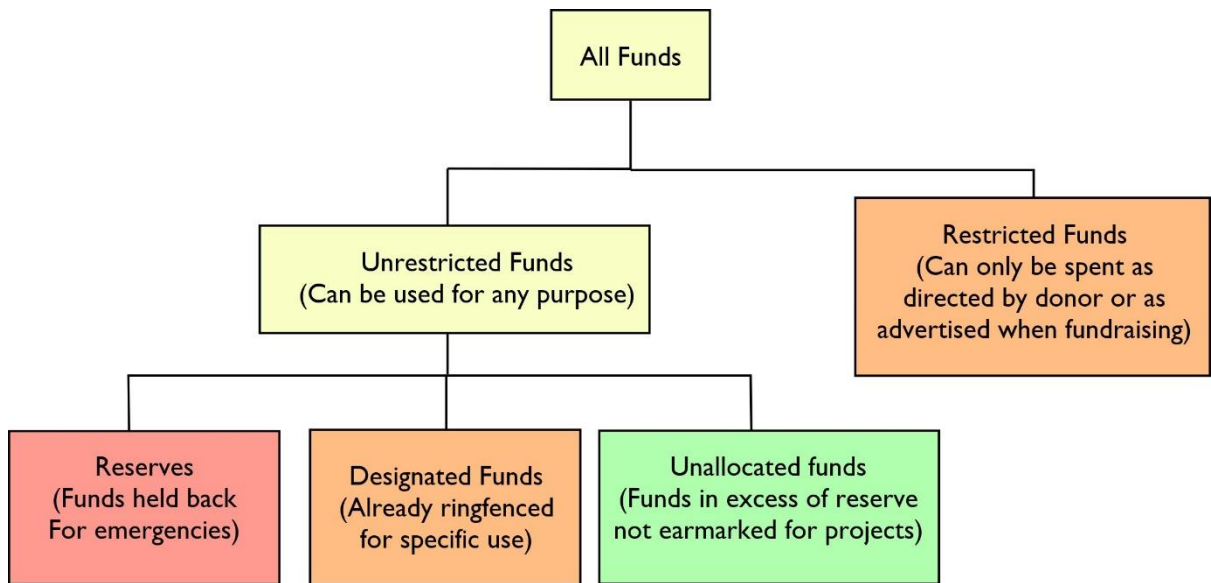 All Funds
Unrestricted Funds
(Can be used for any purpose)
Restricted Funds
(Can only be spent as
directed by donor or as
advertised when fundraising)
Reserves
(Funds held back
For emergencies)
Designated Funds
(Already ringfenced
for specific use)
Unallocated funds
(Funds in excess of reserve
not earmarked for projects)